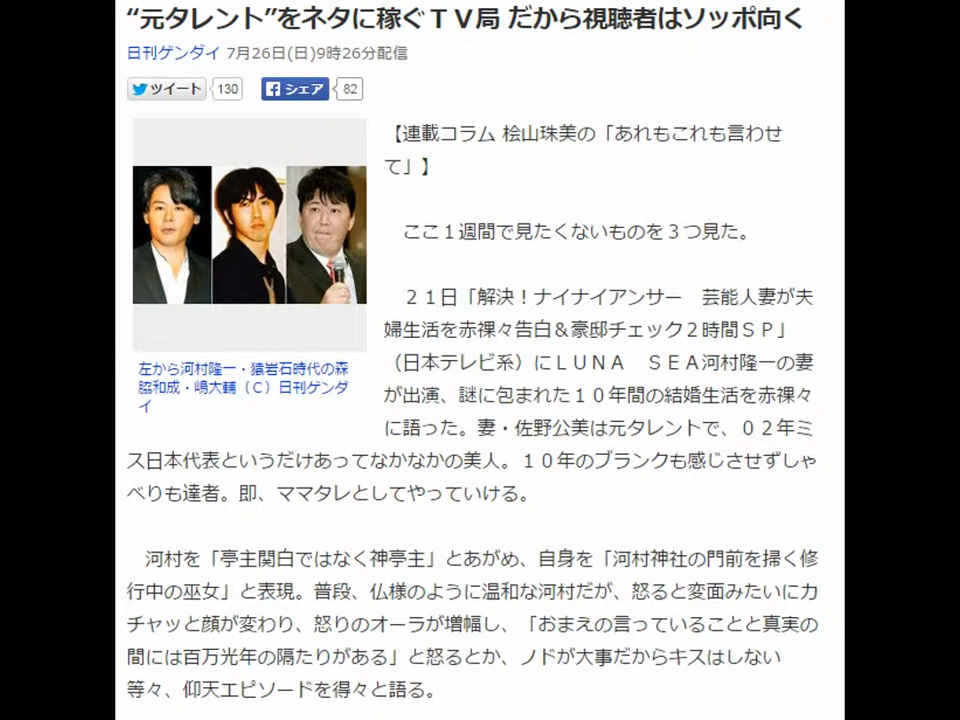 “元タレント”をネタに稼ぐＴＶ局 だから視聴者はソッポ向く
日刊ゲンダイ 7月26日(日)9時26分配信
ツイート 130 シェア 82
【連載コラム 桧山珠美の「あれもこれも言わせ
て」】
ここ１週間で見たくないものを３つ見た。
２１日「解決！ナイナイアンサー　芸能人妻が夫
婦生活を赤裸々告白＆豪邸チェック２時間ＳＰ」
（日本テレビ系）にＬＵＮＡ　ＳＥＡ河村隆一の妻
が出演、謎に包まれた１０年間の結婚生活を赤裸々
に語った。妻・佐野公美は元タレントで、０２年ミ
ス日本代表というだけあってなかなかの美人。１０年のブランクも感じさせずしゃ
べりも達者。即、ママタレとしてやっていける。
左から河村隆一・猿岩石時代の森
脇和成・嶋大輔（Ｃ）日刊ゲンダ
イ
河村を「亭主関白ではなく神亭主」とあがめ、自身を「河村神社の門前を掃く修
行中の巫女」と表現。普段、仏様のように温和な河村だが、怒ると変面みたいにカ
チャッと顔が変わり、怒りのオーラが増幅し、「おまえの言っていることと真実の
間には百万光年の隔たりがある」と怒るとか、ノドが大事だからキスはしない
等々、仰天エピソードを得々と語る。